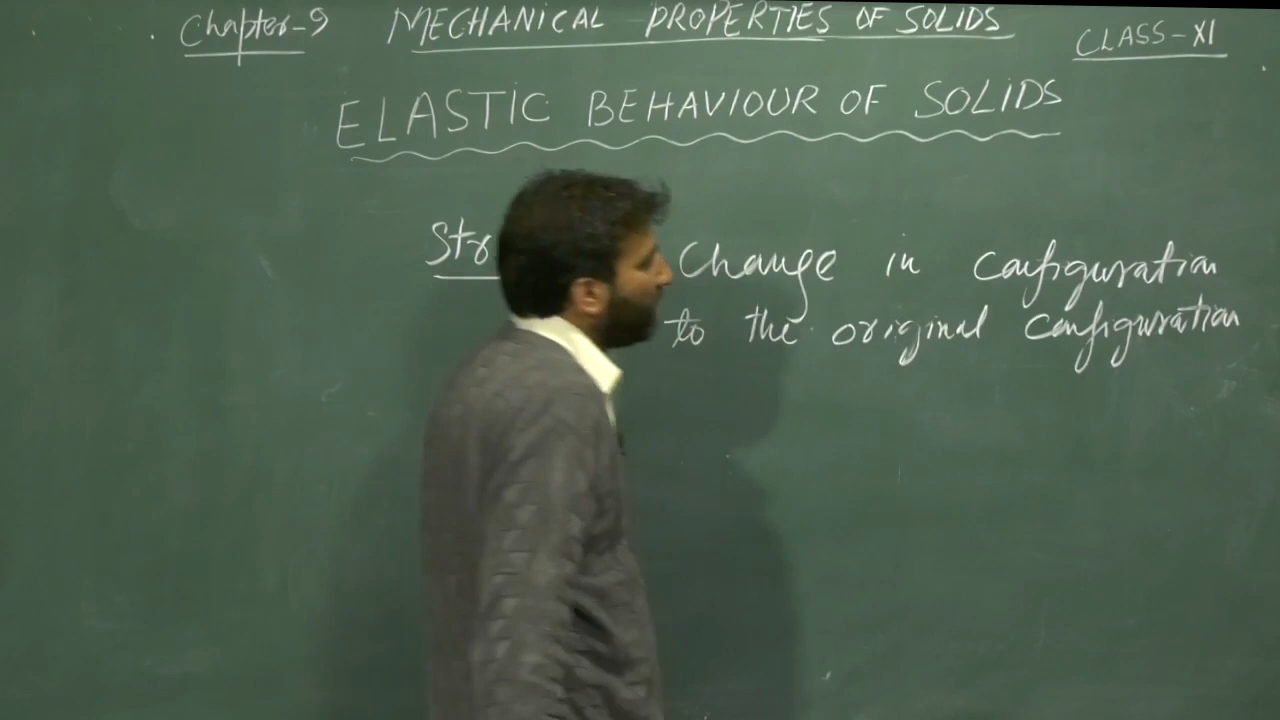 Chapter-9 MECHANICAL PROPERTIES OF SOLIDS CLASS-XI
ELASTIC BEHAVIOUR OF SOLIDS
Change in configuration
to the original configuration